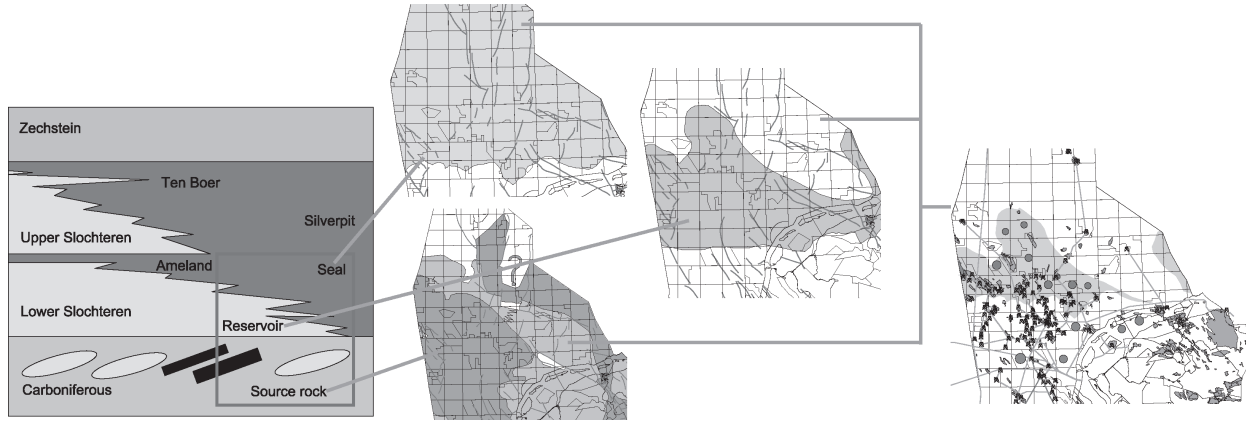 Zechstein
Ten Boer
Silverpit
Upper Slochteren
Ameland
Seal
Lower Slochteren
Reservoir
Carboniferous
Source rock